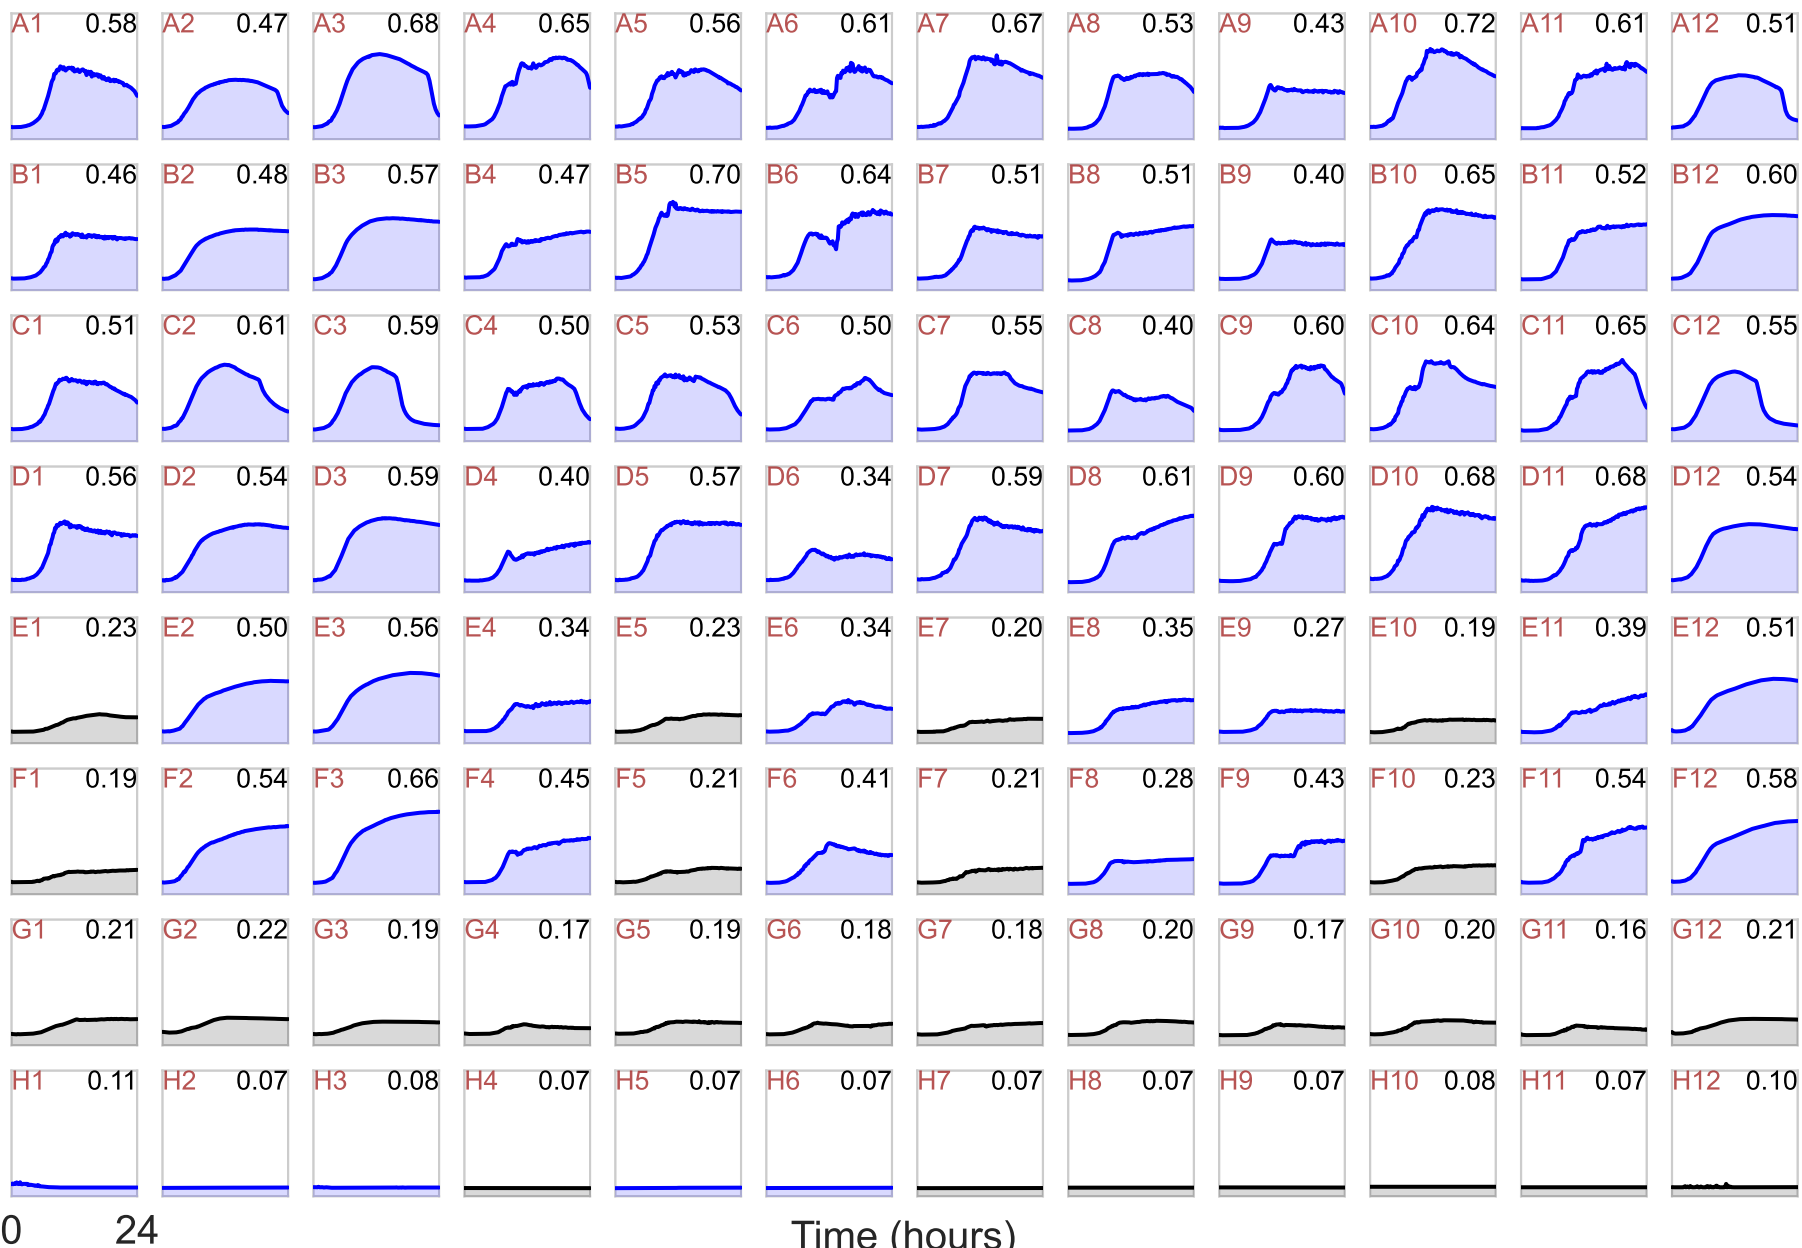 A1 0.58 A2 0.47 A3 0.68 A4 0.65 A5 0.56 A6 0.61 A7 0.67 A8 0.53 A9 0.43 A10 0.72 A11 0.61 A12 0.51
B1 0.46 B2 0.48 B3 0.57 B4 0.47 B5 0.70 B6 0.64 B7 0.51 B8 0.51 B9 0.40 B10 0.65 B11 0.52 B12 0.60
C1 0.51 C2 0.61 C3 0.59 C4 0.50 C5 0.53 C6 0.50 C7 0.55 C8 0.40 C9 0.60 C10 0.64 C11 0.65 C12 0.55
D1 0.56 D2 0.54 D3 0.59 D4 0.40 D5 0.57 D6 0.34 D7 0.59 D8 0.61 D9 0.60 D10 0.68 D11 0.68 D12 0.54
E1 0.23 E2 0.50 E3 0.56 E4 0.34 E5 0.23 E6 0.34 E7 0.20 E8 0.35 E9 0.27 E10 0.19 E11 0.39 E12 0.51
F1 0.19 F2 0.54 F3 0.66 F4 0.45 F5 0.21 F6 0.41 F7 0.21 F8 0.28 F9 0.43 F10 0.23 F11 0.54 F12 0.58
G1 0.21 G2 0.22 G3 0.19 G4 0.17 G5 0.19 G6 0.18 G7 0.18 G8 0.20 G9 0.17 G10 0.20 G11 0.16 G12 0.21
H1 0.11 H2 0.07 H3 0.08 H4 0.07 H5 0.07 H6 0.07 H7 0.07 H8 0.07 H9 0.07 H10 0.08 H11 0.07 H12 0.10
0 24 Time (hours)